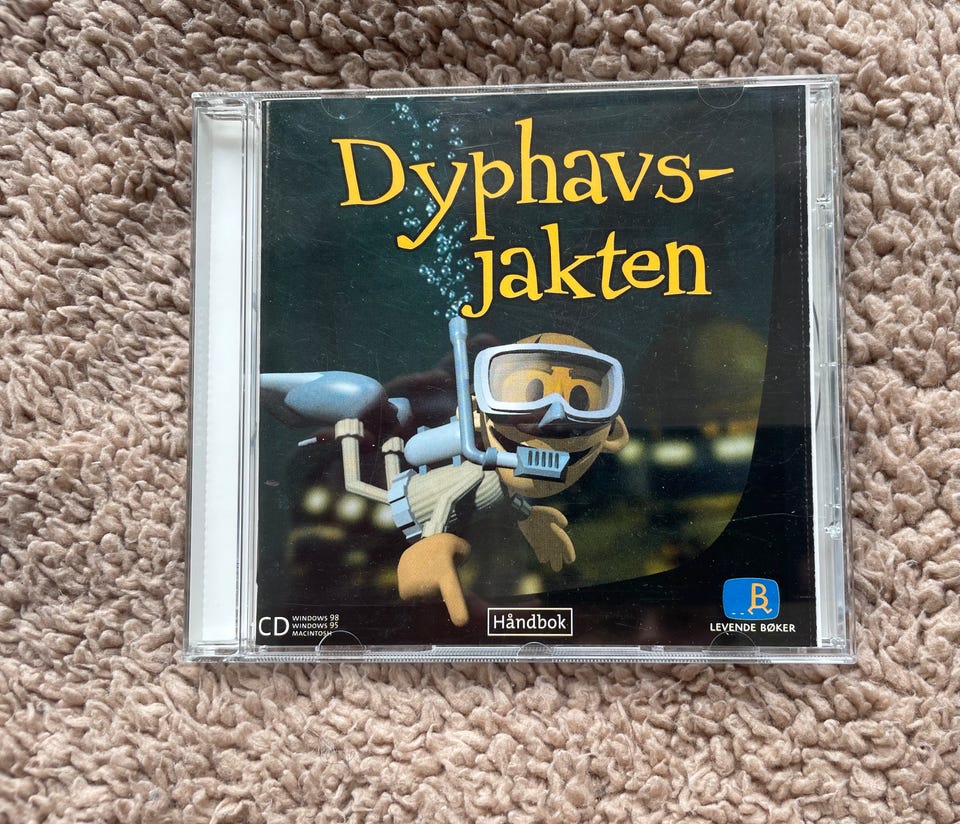 Dyphavs-
jakten
CD
WINDOWS 98
WINDOWS 95
MACINTOSH
Håndbok
B
LEVENDE BØKER